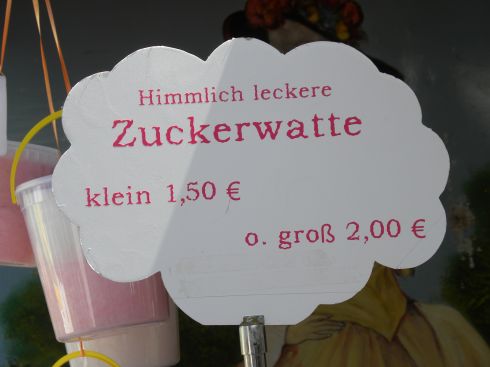 Himmlich leckere
Zuckerwatte
klein 1,50 €
o. groß 2,00 €